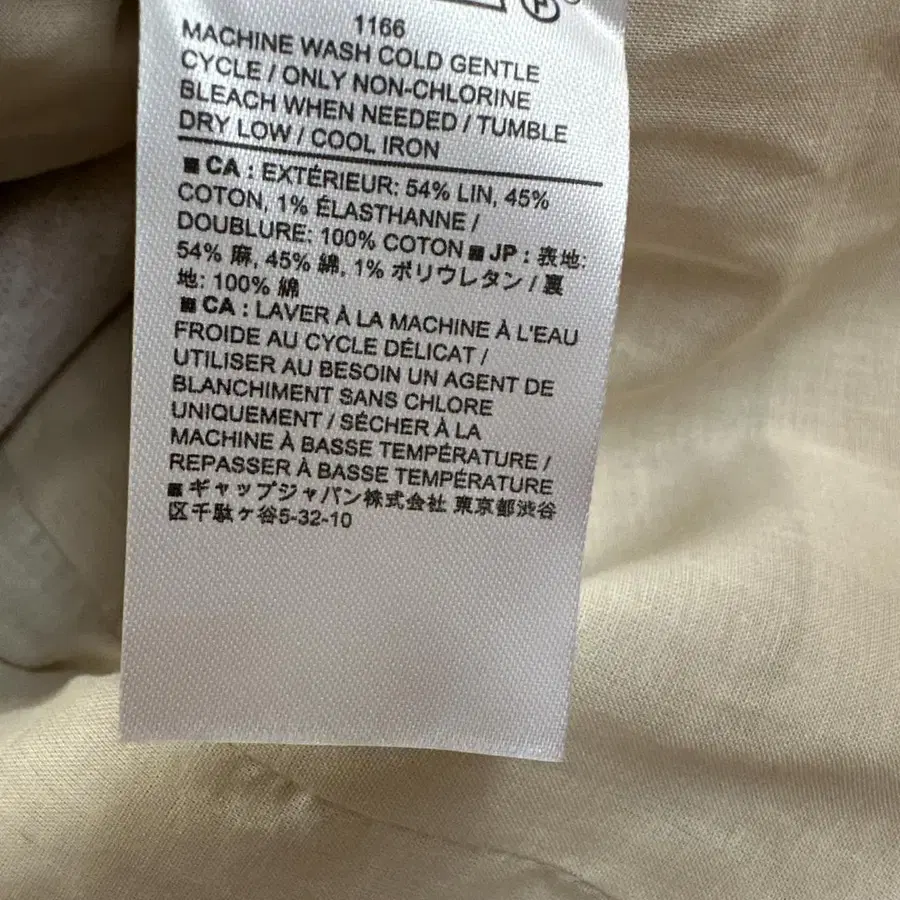 1166
MACHINE WASH COLD GENTLE
CYCLE / ONLY NON-CHLORINE
BLEACH WHEN NEEDED / TUMBLE
DRY LOW / COOL IRON
■ CA : EXTÉRIEUR: 54% LIN, 45%
COTON, 1% ÉLASTHANNE /
DOUBLURE: 100% COTON ■ JP : 表地:
54% 麻, 45% 綿, 1% ポリウレタン / 裏
地: 100% 綿
■ CA : LAVER À LA MACHINE À L'EAU
FROIDE AU CYCLE DÉLICAT /
UTILISER AU BESOIN UN AGENT DE
BLANCHIMENT SANS CHLORE
UNIQUEMENT / SÉCHER À LA
MACHINE À BASSE TEMPÉRATURE /
REPASSER À BASSE TEMPÉRATURE
■ ギャップジャパン株式会社 東京都渋谷
区千駄ケ谷5-32-10